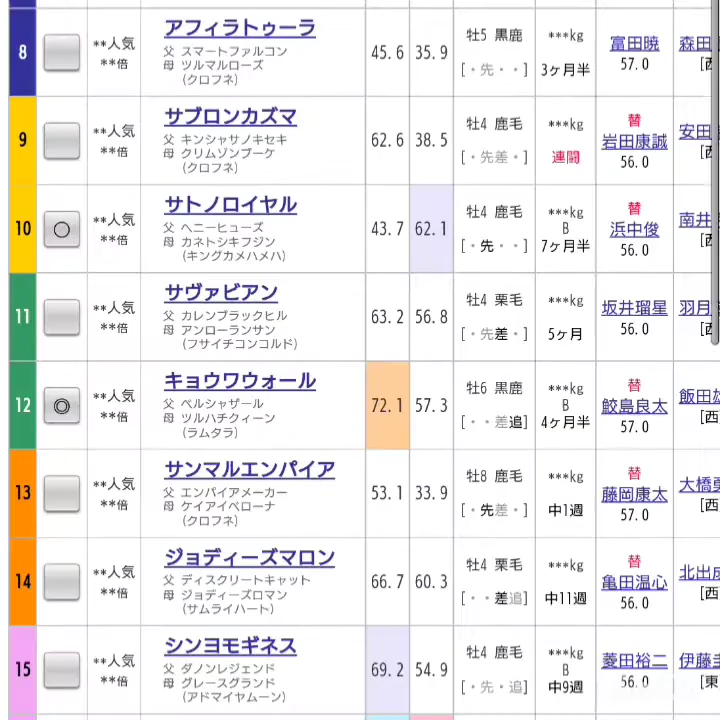 8 **人気 **倍 アフィラトゥーラ
父 スマートファルコン
母 ツルマルローズ
(クロフネ)
45.6 35.9 牡5 黒鹿
[・先・・]
***kg
3ヶ月半
富田暁
57.0
森田
9 **人気 **倍 サブロンカズマ
父 キンシャサノキセキ
母 クリムゾンブーケ
(クロフネ)
62.6 38.5 牡4 鹿毛
[・先差・]
***kg
連闘
替
岩田康誠
56.0
安田
10 ○ **人気 **倍 サトノロイヤル
父 ヘニーヒューズ
母 カネトシキフジン
(キングカメハメハ)
43.7 62.1 牡4 鹿毛
[・先・・]
***kg
B
7ヶ月半
替
浜中俊
56.0
南井
11 **人気 **倍 サヴァビアン
父 カレンブラックヒル
母 アンローランサン
(フサイチコンコルド)
63.2 56.8 牡4 栗毛
[・先差・]
***kg
5ヶ月
坂井瑠星
56.0
羽月
12 ◎ **人気 **倍 キョウワウォール
父 ベルシャザール
母 ツルハチクィーン
(ラムタラ)
72.1 57.3 牡6 黒鹿
[・・差追]
***kg
B
4ヶ月半
替
鮫島良太
57.0
飯田
[西
13 **人気 **倍 サンマルエンパイア
父 エンパイアメーカー
母 ケイアイベローナ
(クロフネ)
53.1 33.9 牡8 鹿毛
[・先差・]
***kg
中1週
替
藤岡康太
57.0
大橋勇
[西
14 **人気 **倍 ジョディーズマロン
父 ディスクリートキャット
母 ジョディーズロマン
(サムライハート)
66.7 60.3 牡4 栗毛
[・・差追]
***kg
中11週
替
亀田温心
56.0
北出成
[西
15 **人気 **倍 シンヨモギネス
父 ダノンレジェンド
母 グレースグランド
(アドマイヤムーン)
69.2 54.9 牡4 鹿毛
[・先・追]
***kg
B
中9週
菱田裕二
56.0
伊藤圭
[東